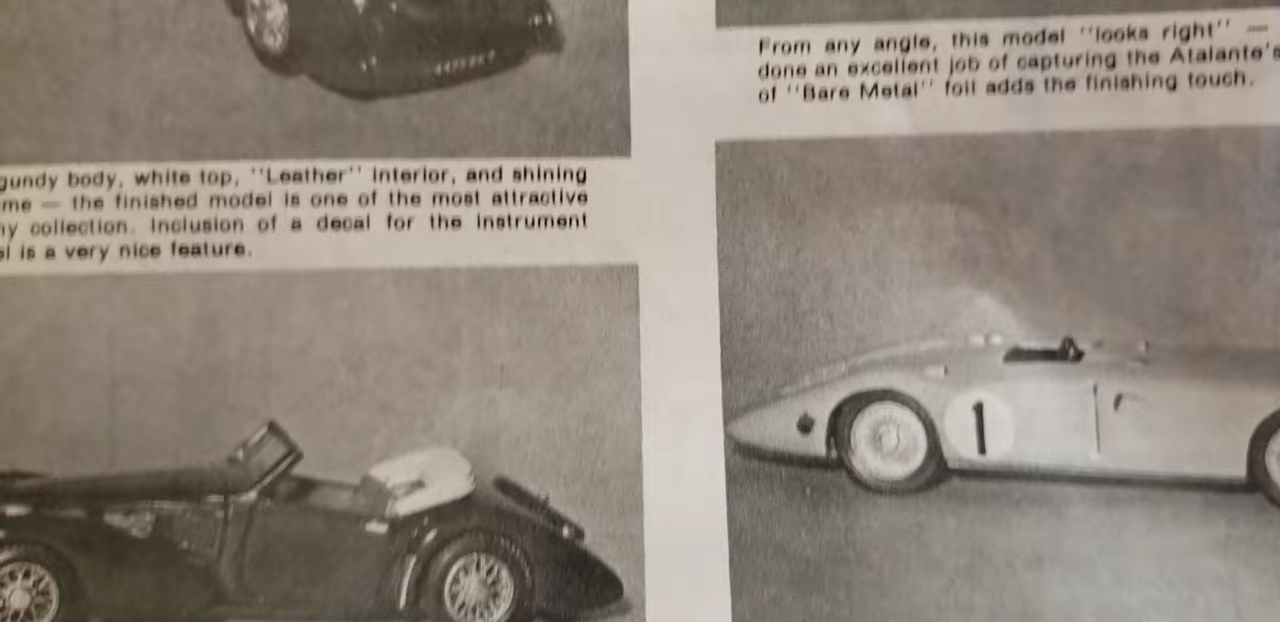 gundy body, white top, ''Leather'' interior, and shining
me — the finished model is one of the most attractive
ny collection. Inclusion of a decal for the instrument
el is a very nice feature.
From any angle, this model ''looks right'' —
done an excellent job of capturing the Atalante's
of ''Bare Metal'' foil adds the finishing touch.
1